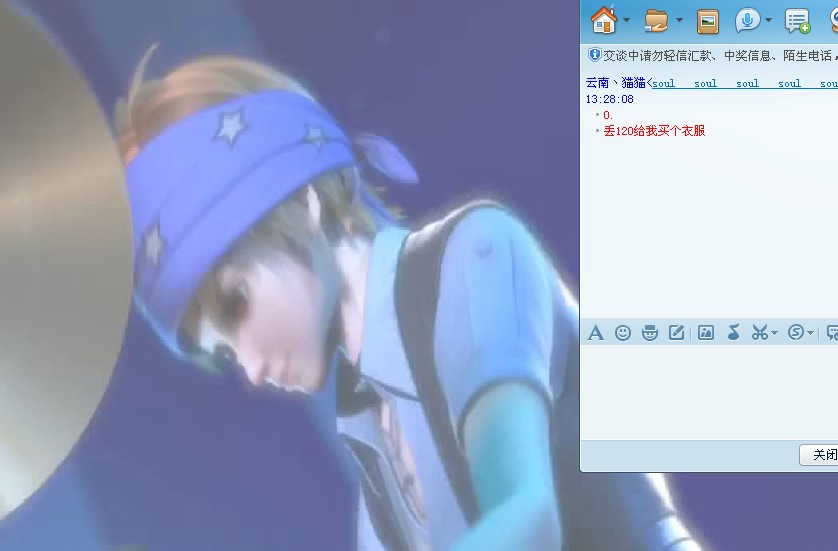 交谈中请勿轻信汇款、中奖信息、陌生电话，
云南丶猫猫<soul soul soul soul sou
13:28:08
0.
丢120给我买个衣服
关闭